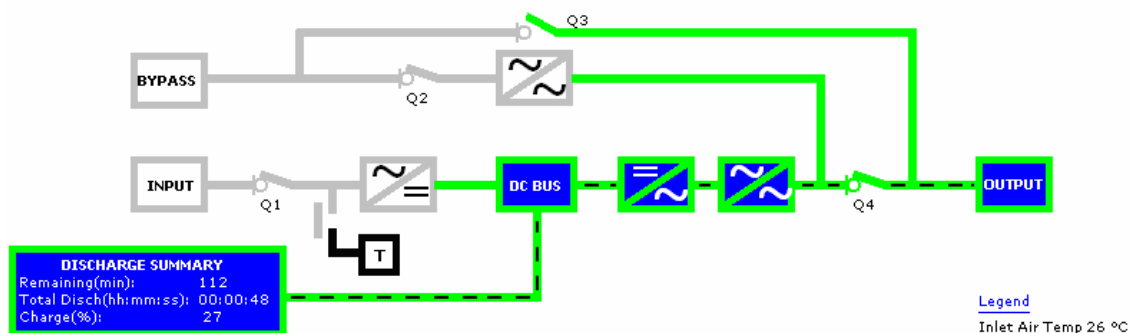 Q3
BYPASS
Q2
INPUT
Q1
DC BUS
Q4
OUTPUT
T
DISCHARGE SUMMARY
Remaining(min): 112
Total Disch(hh:mm:ss): 00:00:48
Charge(%): 27
Legend
Inlet Air Temp 26 ºC